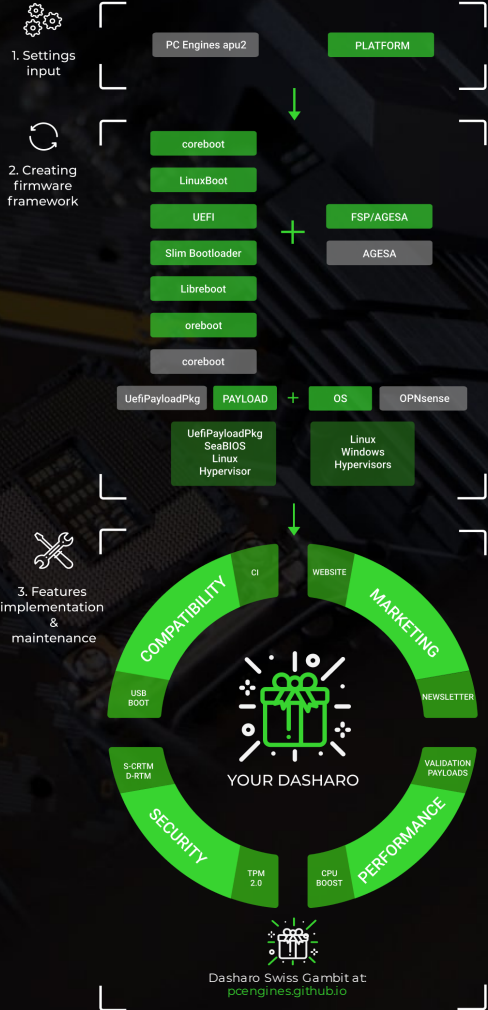 1. Settings
input
PC Engines apu2
PLATFORM
2. Creating
firmware
framework
coreboot
LinuxBoot
UEFI
Slim Bootloader
Libreboot
oreboot
coreboot
+
FSP/AGESA
AGESA
UefiPayloadPkg
PAYLOAD
+
OS
OPNsense
UefiPayloadPkg
SeaBIOS
Linux
Hypervisor
Linux
Windows
Hypervisors
3. Features
implementation
&
maintenance
CI
COMPATIBILITY
USB
BOOT
WEBSITE
MARKETING
NEWSLETTER
YOUR DASHARO
S-CRTM
D-RTM
SECURITY
TPM
2.0
VALIDATION
PAYLOADS
PERFORMANCE
CPU
BOOST
Dasharo Swiss Gambit at:
pcengines.github.io